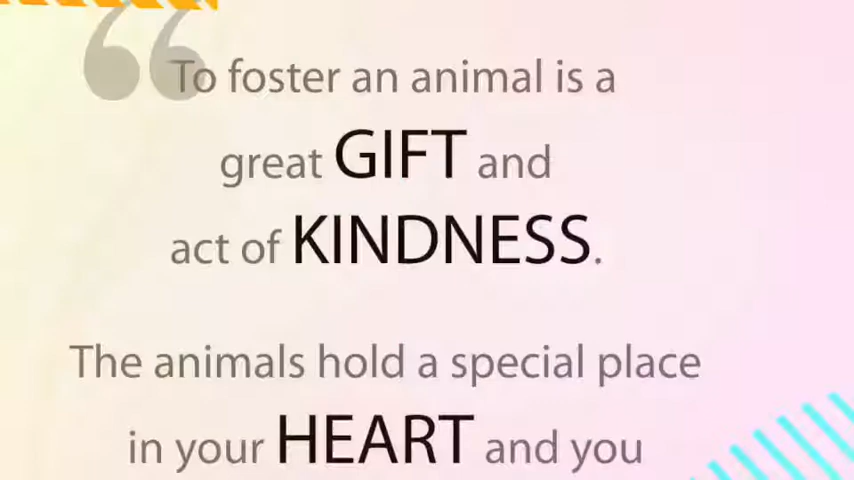 “To foster an animal is a
great GIFT and
act of KINDNESS.
The animals hold a special place
in your HEART and you